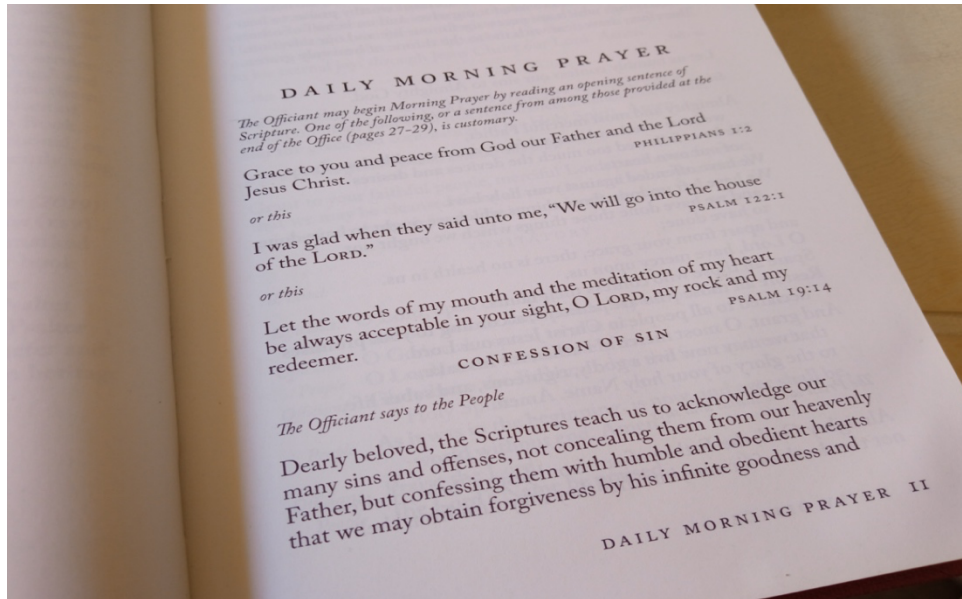 DAILY MORNING PRAYER
The Officiant may begin Morning Prayer by reading an opening sentence of
Scripture. One of the following, or a sentence from among those provided at the
end of the Office (pages 27–29), is customary.
Grace to you and peace from God our Father and the Lord
Jesus Christ.
PHILIPPIANS 1:2
or this
I was glad when they said unto me, “We will go into the house
of the LORD.”
PSALM 122:1
or this
Let the words of my mouth and the meditation of my heart
be always acceptable in your sight, O LORD, my rock and my
redeemer.
PSALM 19:14
CONFESSION OF SIN
The Officiant says to the People
Dearly beloved, the Scriptures teach us to acknowledge our
many sins and offenses, not concealing them from our heavenly
Father, but confessing them with humble and obedient hearts
that we may obtain forgiveness by his infinite goodness and
DAILY MORNING PRAYER 11